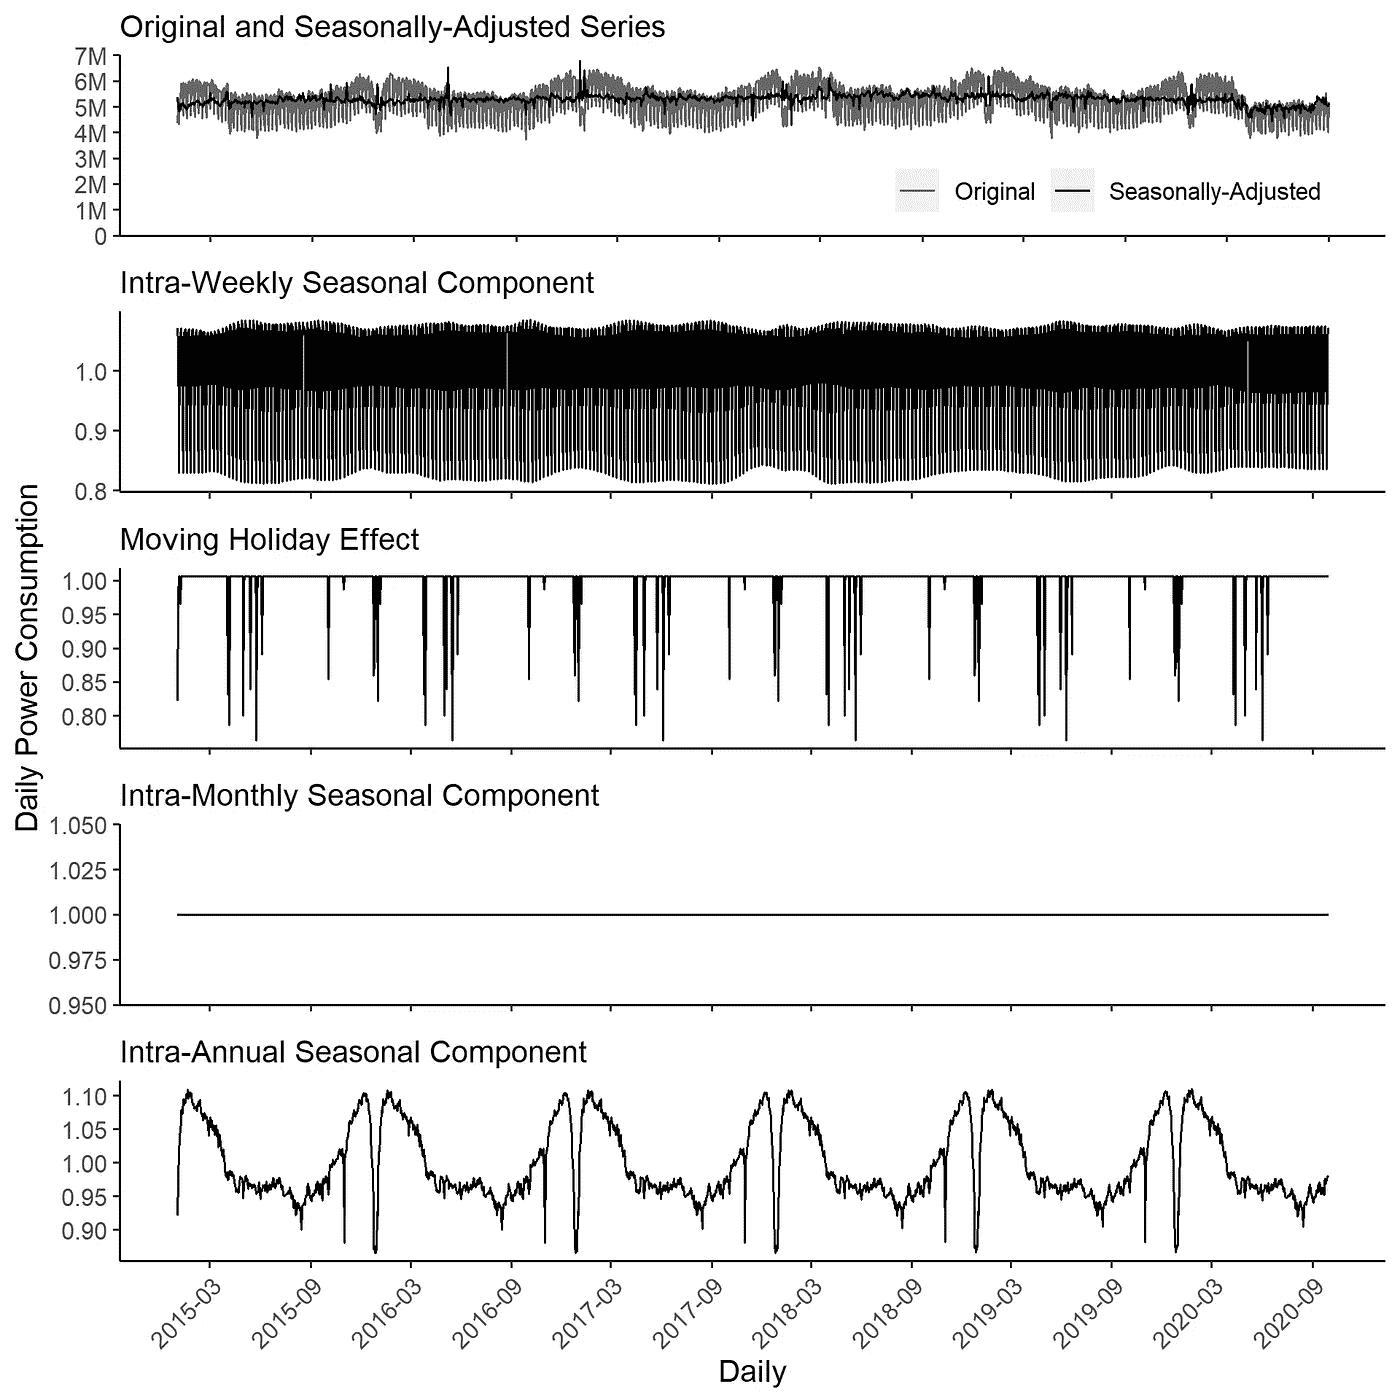 Original and Seasonally-Adjusted Series
7M
6M
5M
4M
3M
2M
1M
0
Original
Seasonally-Adjusted
Intra-Weekly Seasonal Component
1.0
0.9
0.8
Moving Holiday Effect
1.00
0.95
0.90
0.85
0.80
Daily Power Consumption
Intra-Monthly Seasonal Component
1.050
1.025
1.000
0.975
0.950
Intra-Annual Seasonal Component
1.10
1.05
1.00
0.95
0.90
2015-03
2015-09
2016-03
2016-09
2017-03
2017-09
2018-03
2018-09
2019-03
2019-09
2020-03
2020-09
Daily